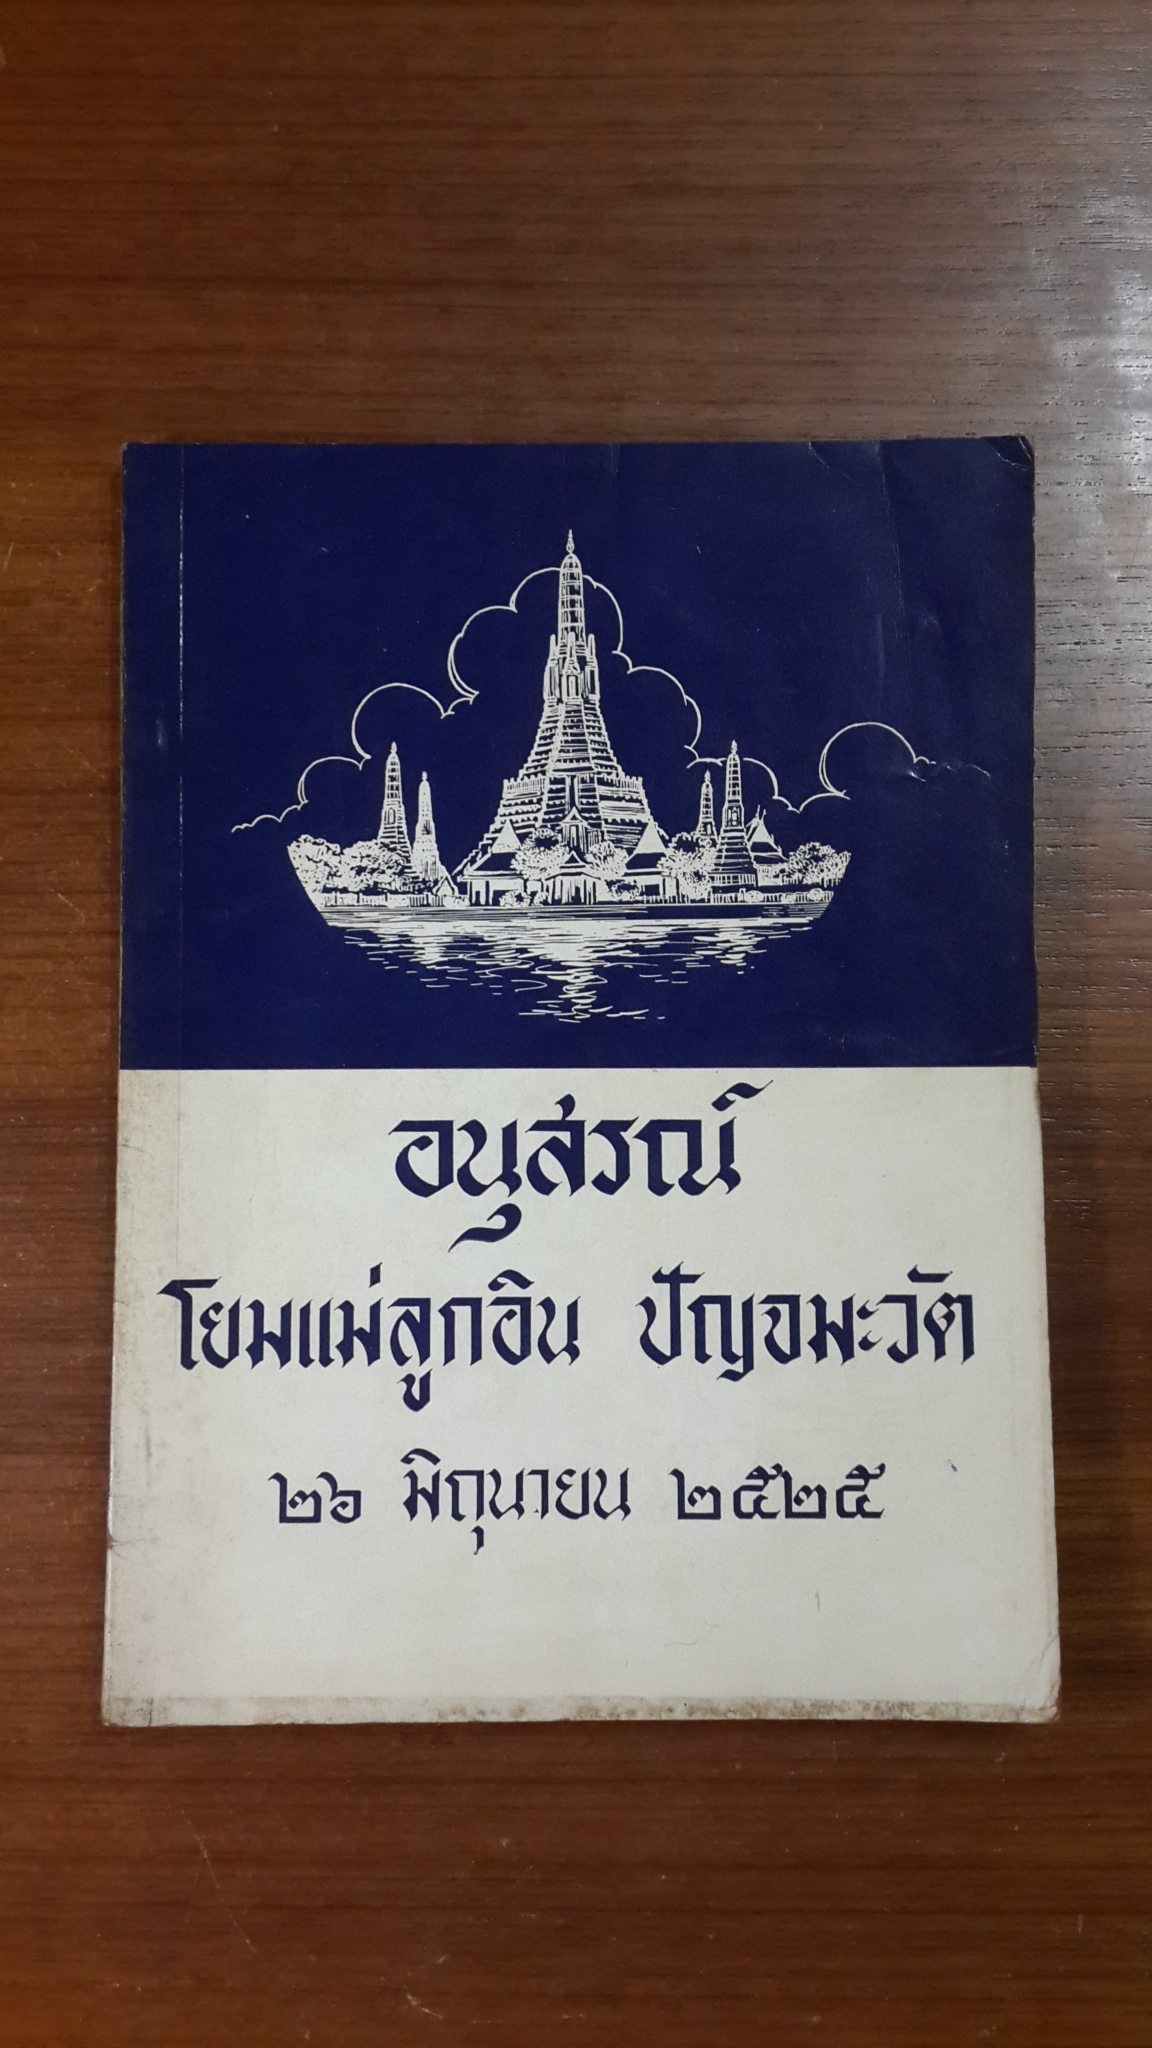 อนุสรณ์
โยมแม่ลูกอิน ปัญจมะวัต
๒๖ มิถุนายน ๒๕๒๕